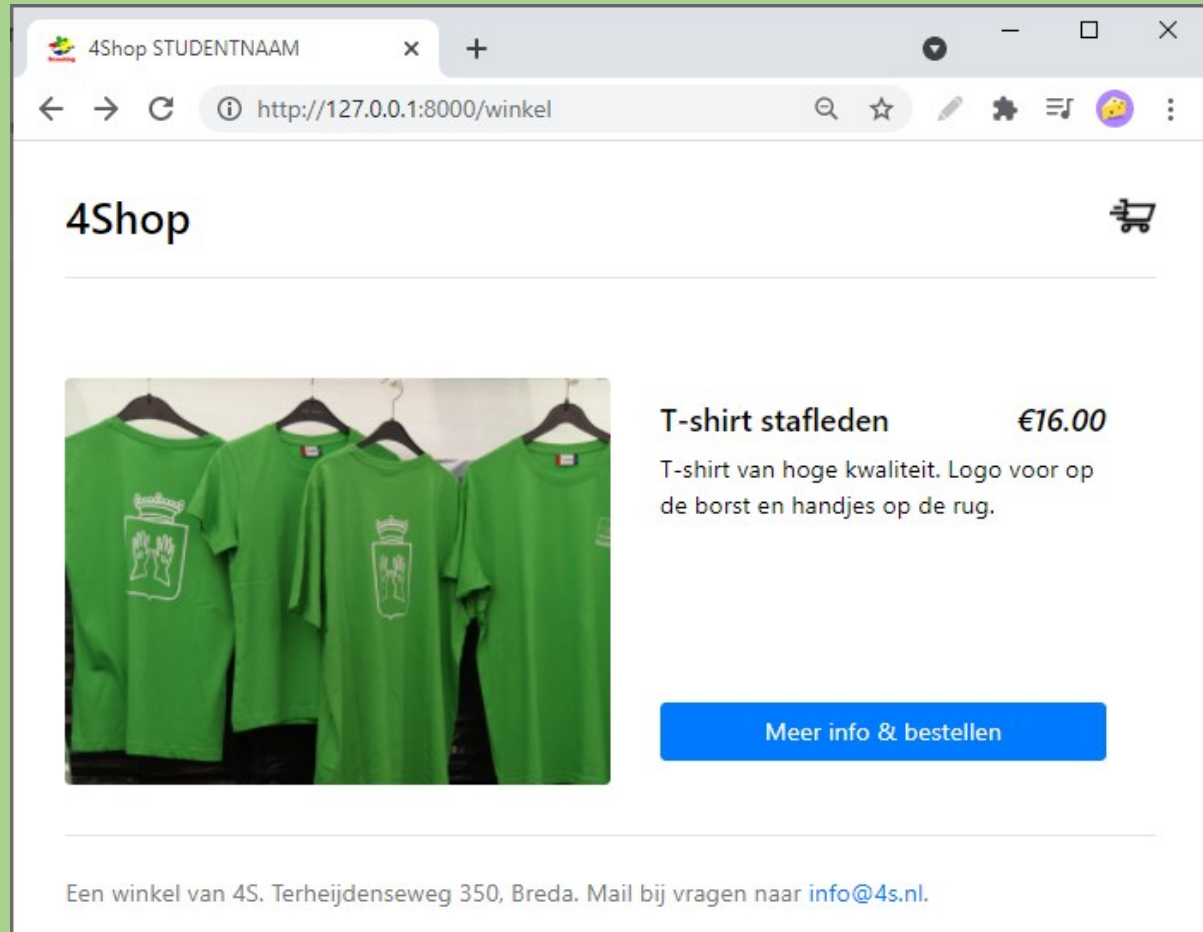 4Shop STUDENTNAAM
http://127.0.0.1:8000/winkel
4Shop
T-shirt stafleden €16.00
T-shirt van hoge kwaliteit. Logo voor op
de borst en handjes op de rug.
Meer info & bestellen
Een winkel van 4S. Terheijdenseweg 350, Breda. Mail bij vragen naar info@4s.nl.